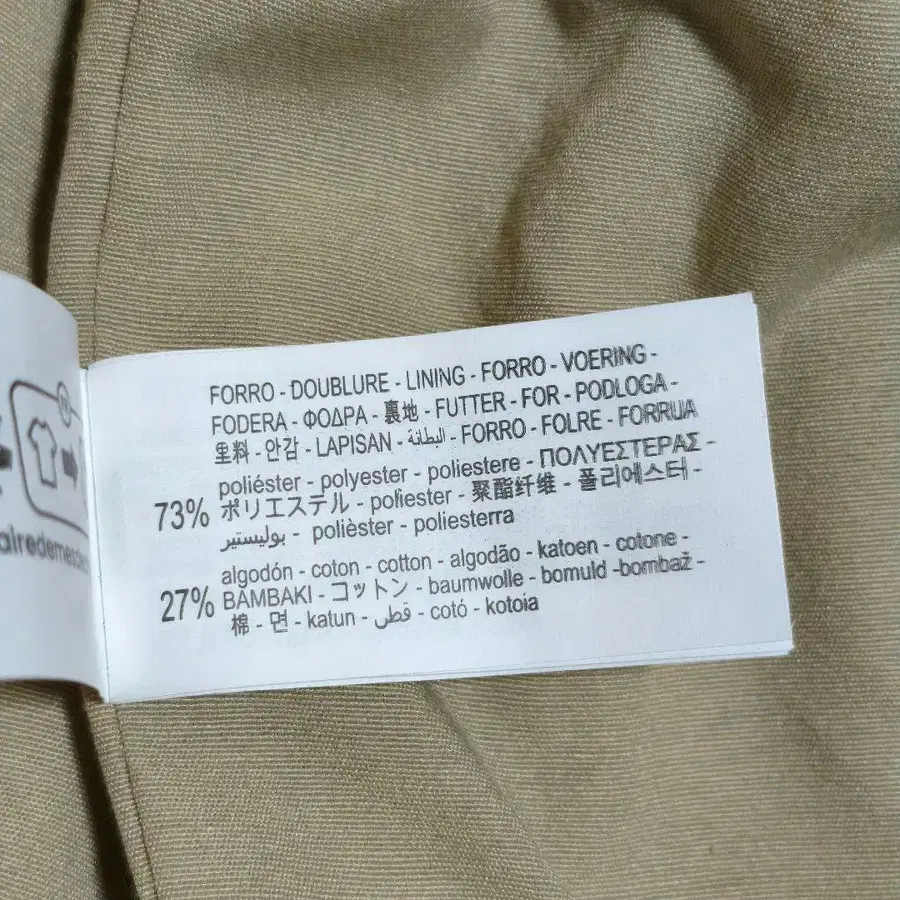 FORRO - DOUBLURE - LINING - FORRO - VOERING -
FODERA - ΦΟΔΡΑ - 裏地 - FUTTER - FOR - PODLOGA -
里料 - 안감 - LAPISAN - البطانة - FORRO - FOLRE - FORRUA
73%
poliéster - polyester - poliestere - ΠΟΛΥΕΣΤΕΡΑΣ -
ポリエステル - poliester - 聚酯纤维 - 폴리에스터 -
بوليستير - polièster - poliesterra
27%
algodón - coton - cotton - algodão - katoen - cotone -
BAMBAKI - コットン - baumwolle - bomuld -bombaž -
棉 - 면 - katun - قطن - cotó - kotoia